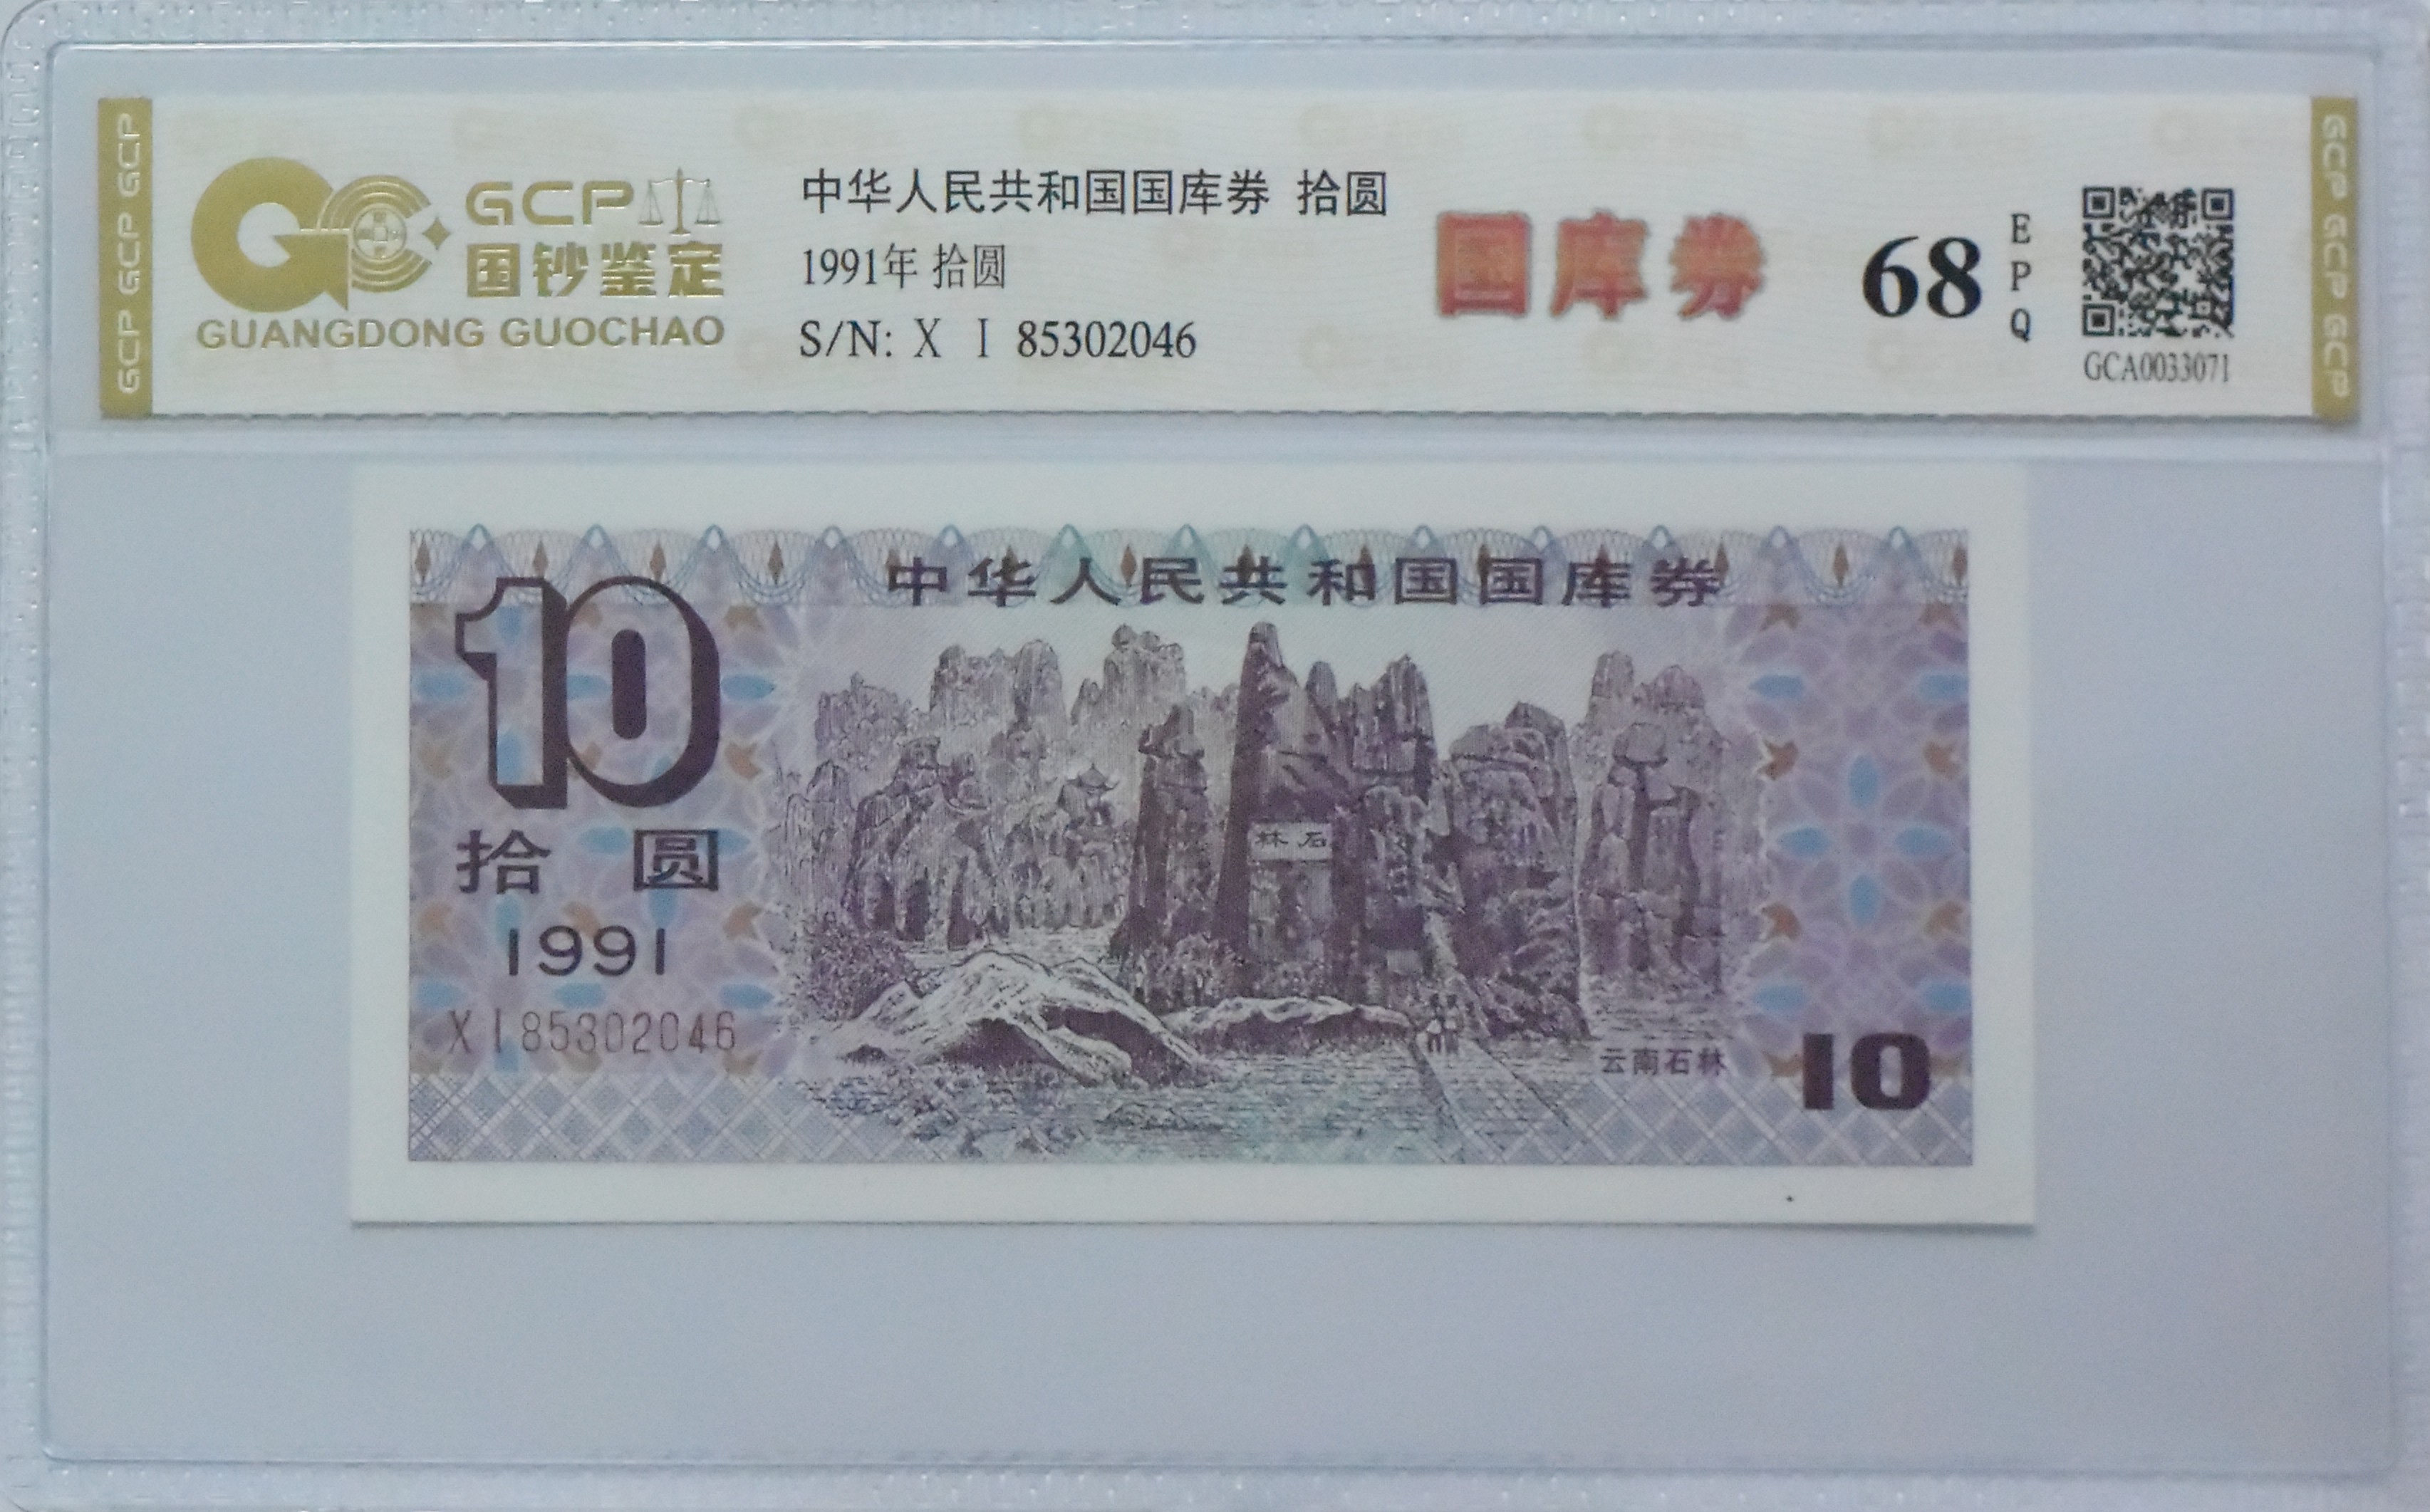 GCP GCP GCP
GCP
国钞鉴定
GUANGDONG GUOCHAO
中华人民共和国国库券 拾圆
1991年 拾圆
S/N: X I 85302046
国库券
68
EPQ
GCA0033071
GCP GCP GCP
中华人民共和国国库券
10
拾圆
1991
X I 85302046
林石
云南石林
10